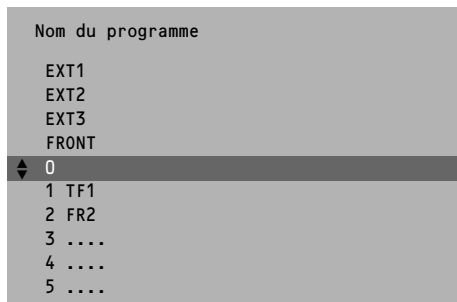 Nom du programme
EXT1
EXT2
EXT3
FRONT
0
1 TF1
2 FR2
3 ....
4 ....
5 ....